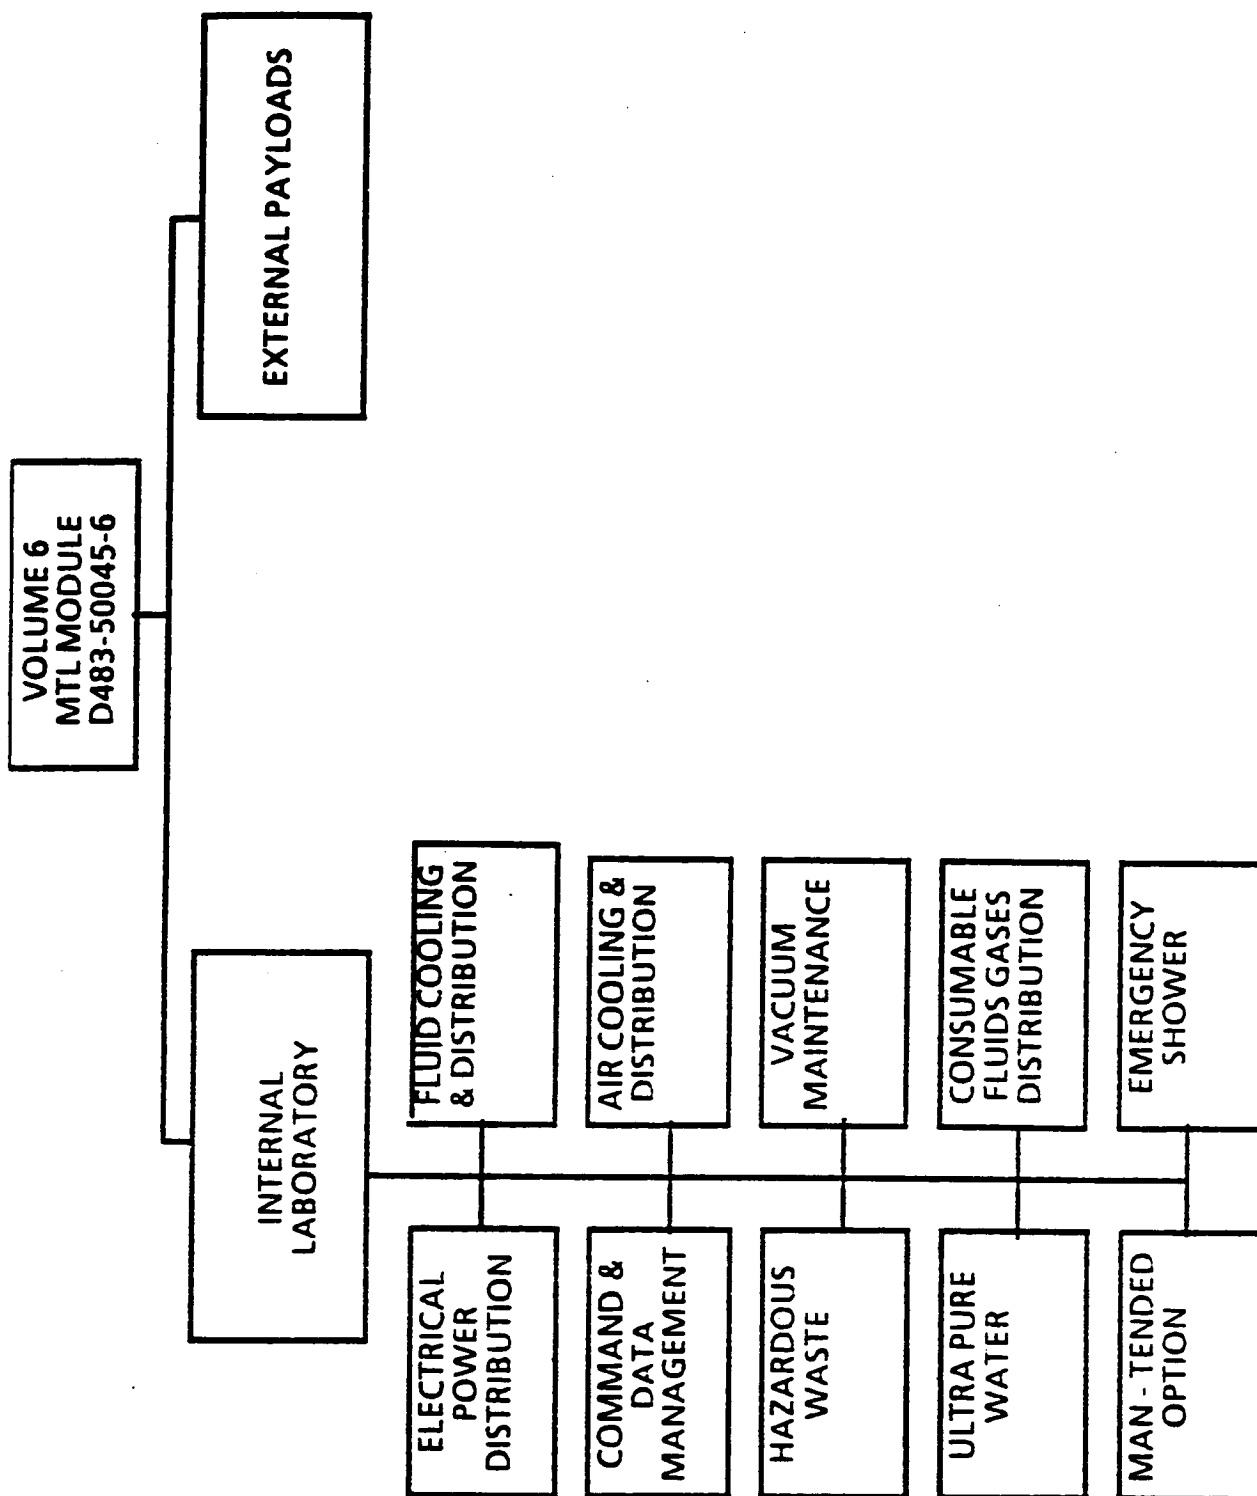 VOLUME 6
MTL MODULE
D483-50045-6
INTERNAL
LABORATORY
EXTERNAL PAYLOADS
ELECTRICAL
POWER
DISTRIBUTION
FLUID COOLING
& DISTRIBUTION
COMMAND &
DATA
MANAGEMENT
AIR COOLING &
DISTRIBUTION
HAZARDOUS
WASTE
VACUUM
MAINTENANCE
ULTRA PURE
WATER
CONSUMABLE
FLUIDS GASES
DISTRIBUTION
MAN - TENDED
OPTION
EMERGENCY
SHOWER